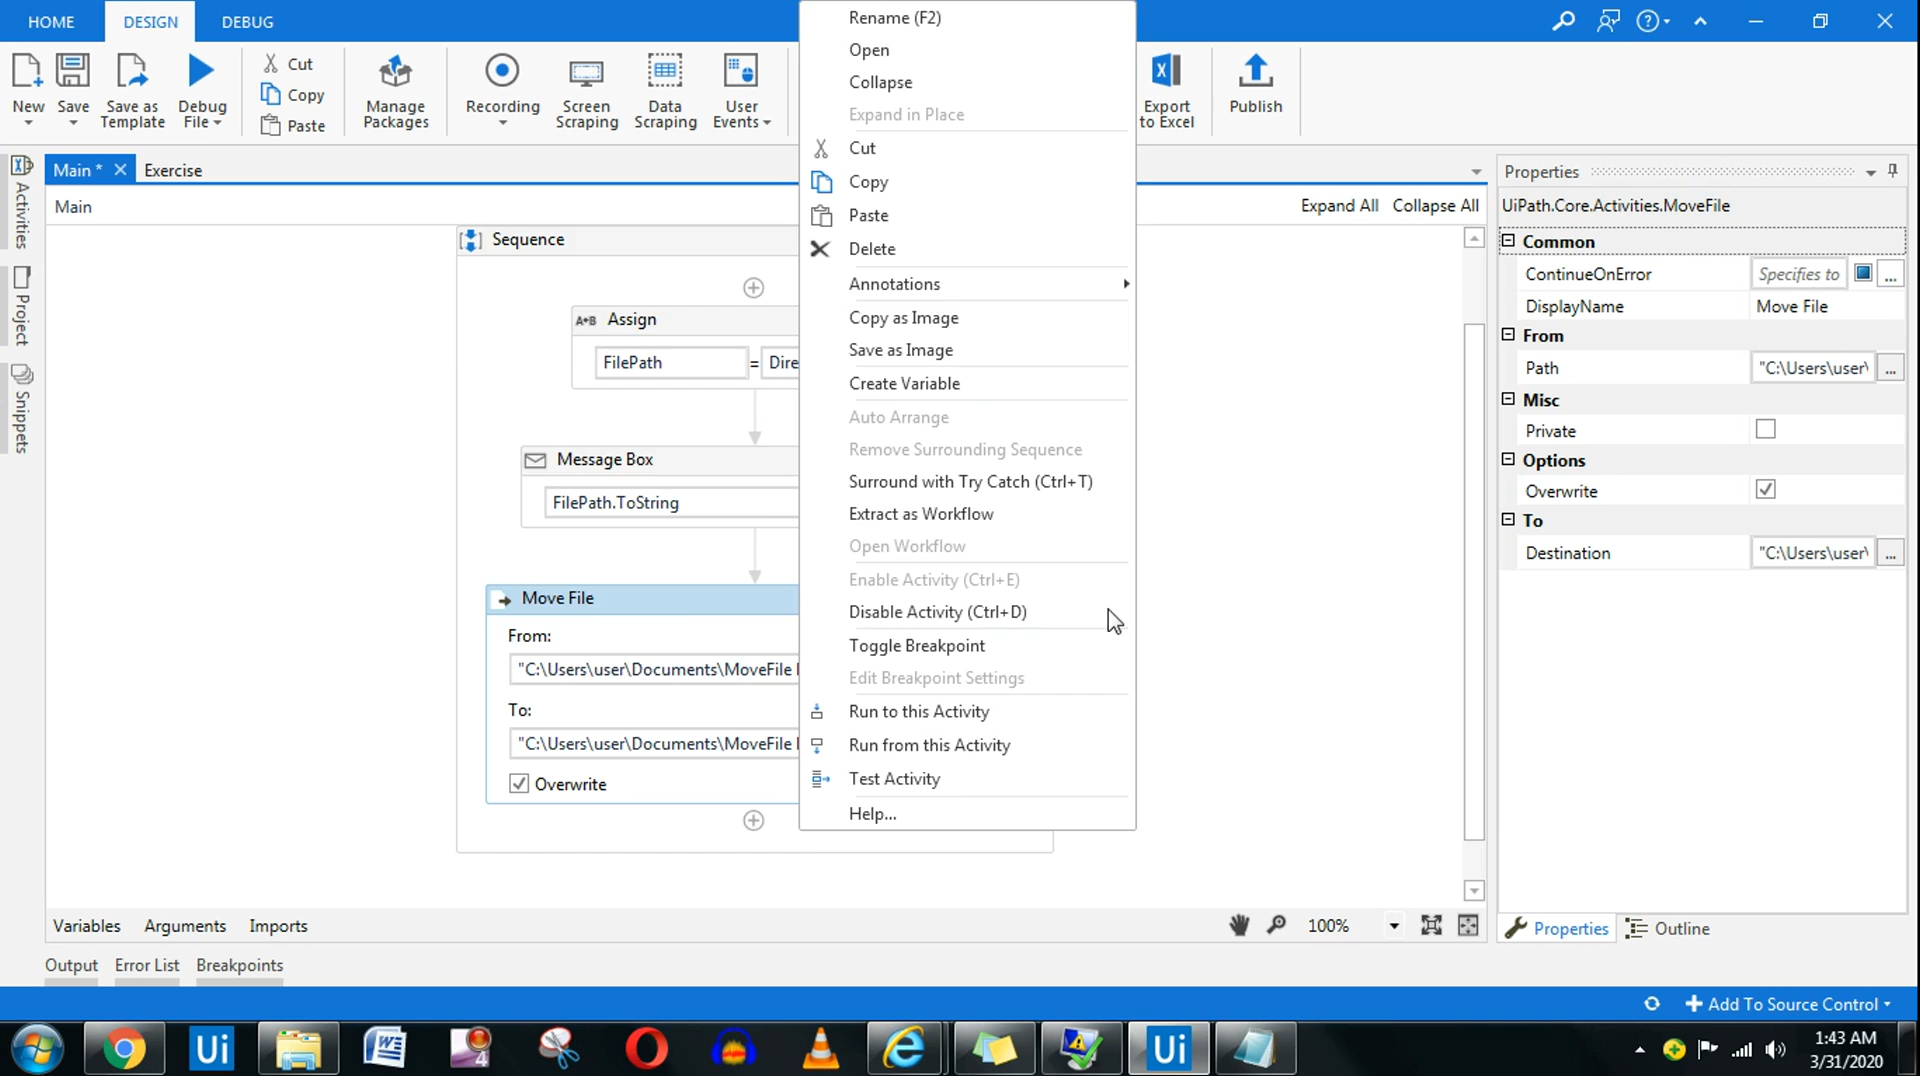 HOME DESIGN DEBUG
New
Save
Save as
Template
Debug
File
Cut
Copy
Paste
Manage
Packages
Recording
Screen
Scraping
Data
Scraping
User
Events
Export
to Excel
Publish
Rename (F2)
Open
Collapse
Expand in Place
Cut
Copy
Paste
Delete
Annotations
Copy as Image
Save as Image
Create Variable
Auto Arrange
Remove Surrounding Sequence
Surround with Try Catch (Ctrl+T)
Extract as Workflow
Open Workflow
Enable Activity (Ctrl+E)
Disable Activity (Ctrl+D)
Toggle Breakpoint
Edit Breakpoint Settings
Run to this Activity
Run from this Activity
Test Activity
Help...
Activities
Project
Snippets
Main * Exercise
Main
Expand All Collapse All
Sequence
A+B Assign
FilePath = Dire
Message Box
FilePath.ToString
Move File
From:
"C:\Users\user\Documents\MoveFile
To:
"C:\Users\user\Documents\MoveFile
Overwrite
Properties
UiPath.Core.Activities.MoveFile
Common
ContinueOnError Specifies to ...
DisplayName Move File
From
Path "C:\Users\user\ ...
Misc
Private
Options
Overwrite
To
Destination "C:\Users\user\ ...
Variables Arguments Imports
100%
Properties Outline
Output Error List Breakpoints
Add To Source Control
Ui
4
Ui
1:43 AM
3/31/2020